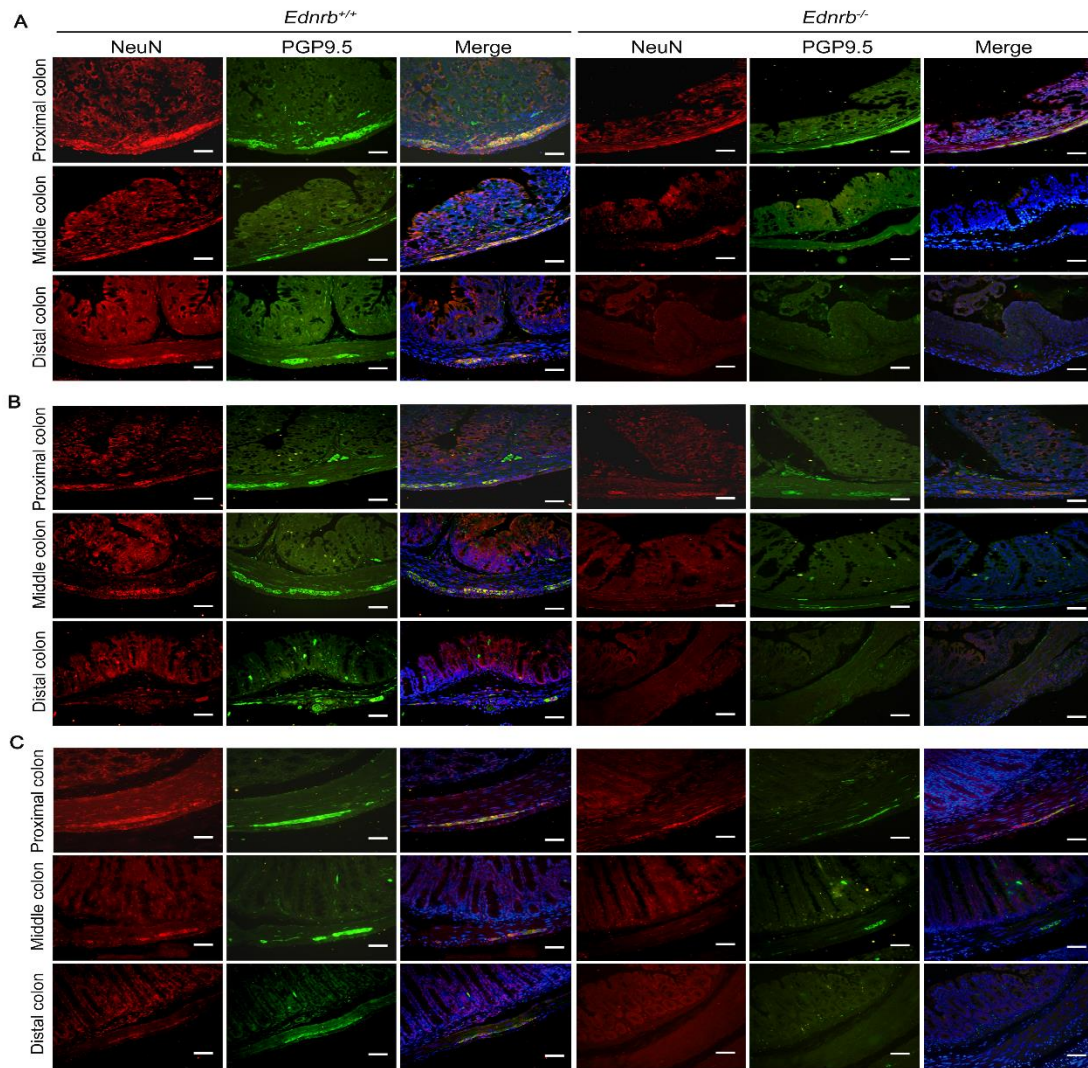 A
Ednrb+/+ Ednrb-/-
NeuN PGP9.5 Merge NeuN PGP9.5 Merge
Proximal colon
Middle colon
Distal colon
B
Proximal colon
Middle colon
Distal colon
C
Proximal colon
Middle colon
Distal colon